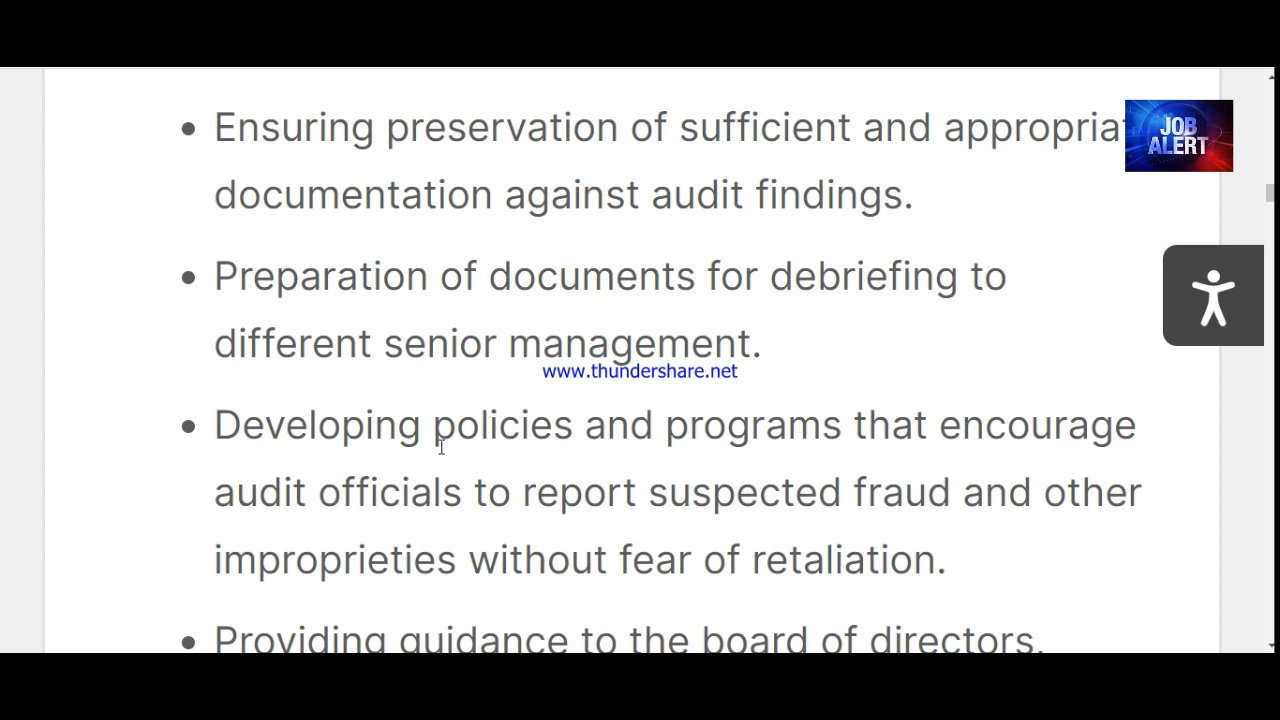 Ensuring preservation of sufficient and
JOB
ALERT
documentation against audit findings.
Preparation of documents for debriefing to
different senior management.
www.thundershare.net
Developing policies and programs that encourage
audit officials to report suspected fraud and other
improprieties without fear of retaliation.
Providing guidance to the board of directors,